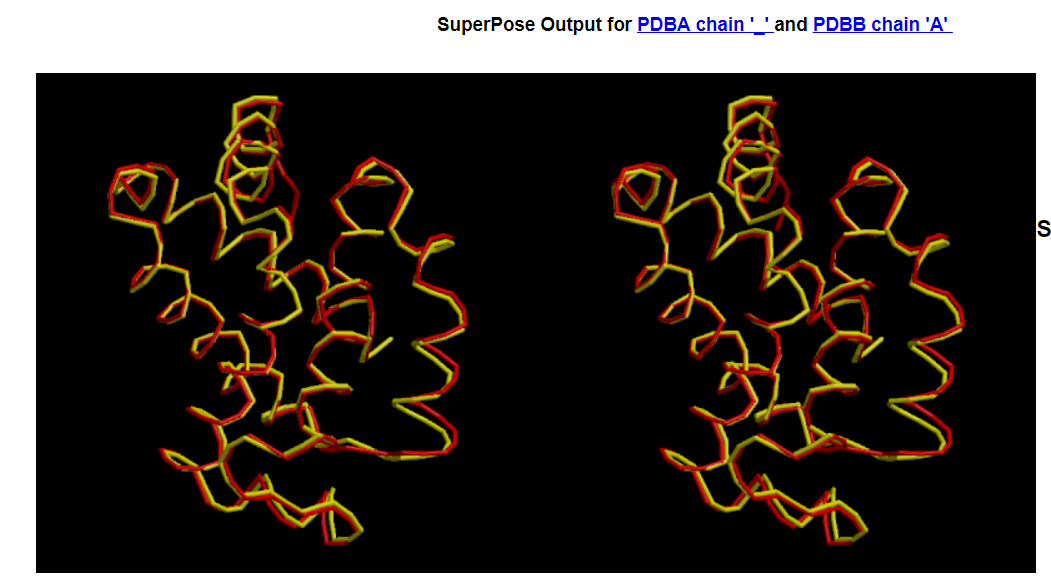 SuperPose Output for PDBA chain '_' and PDBB chain 'A'
S